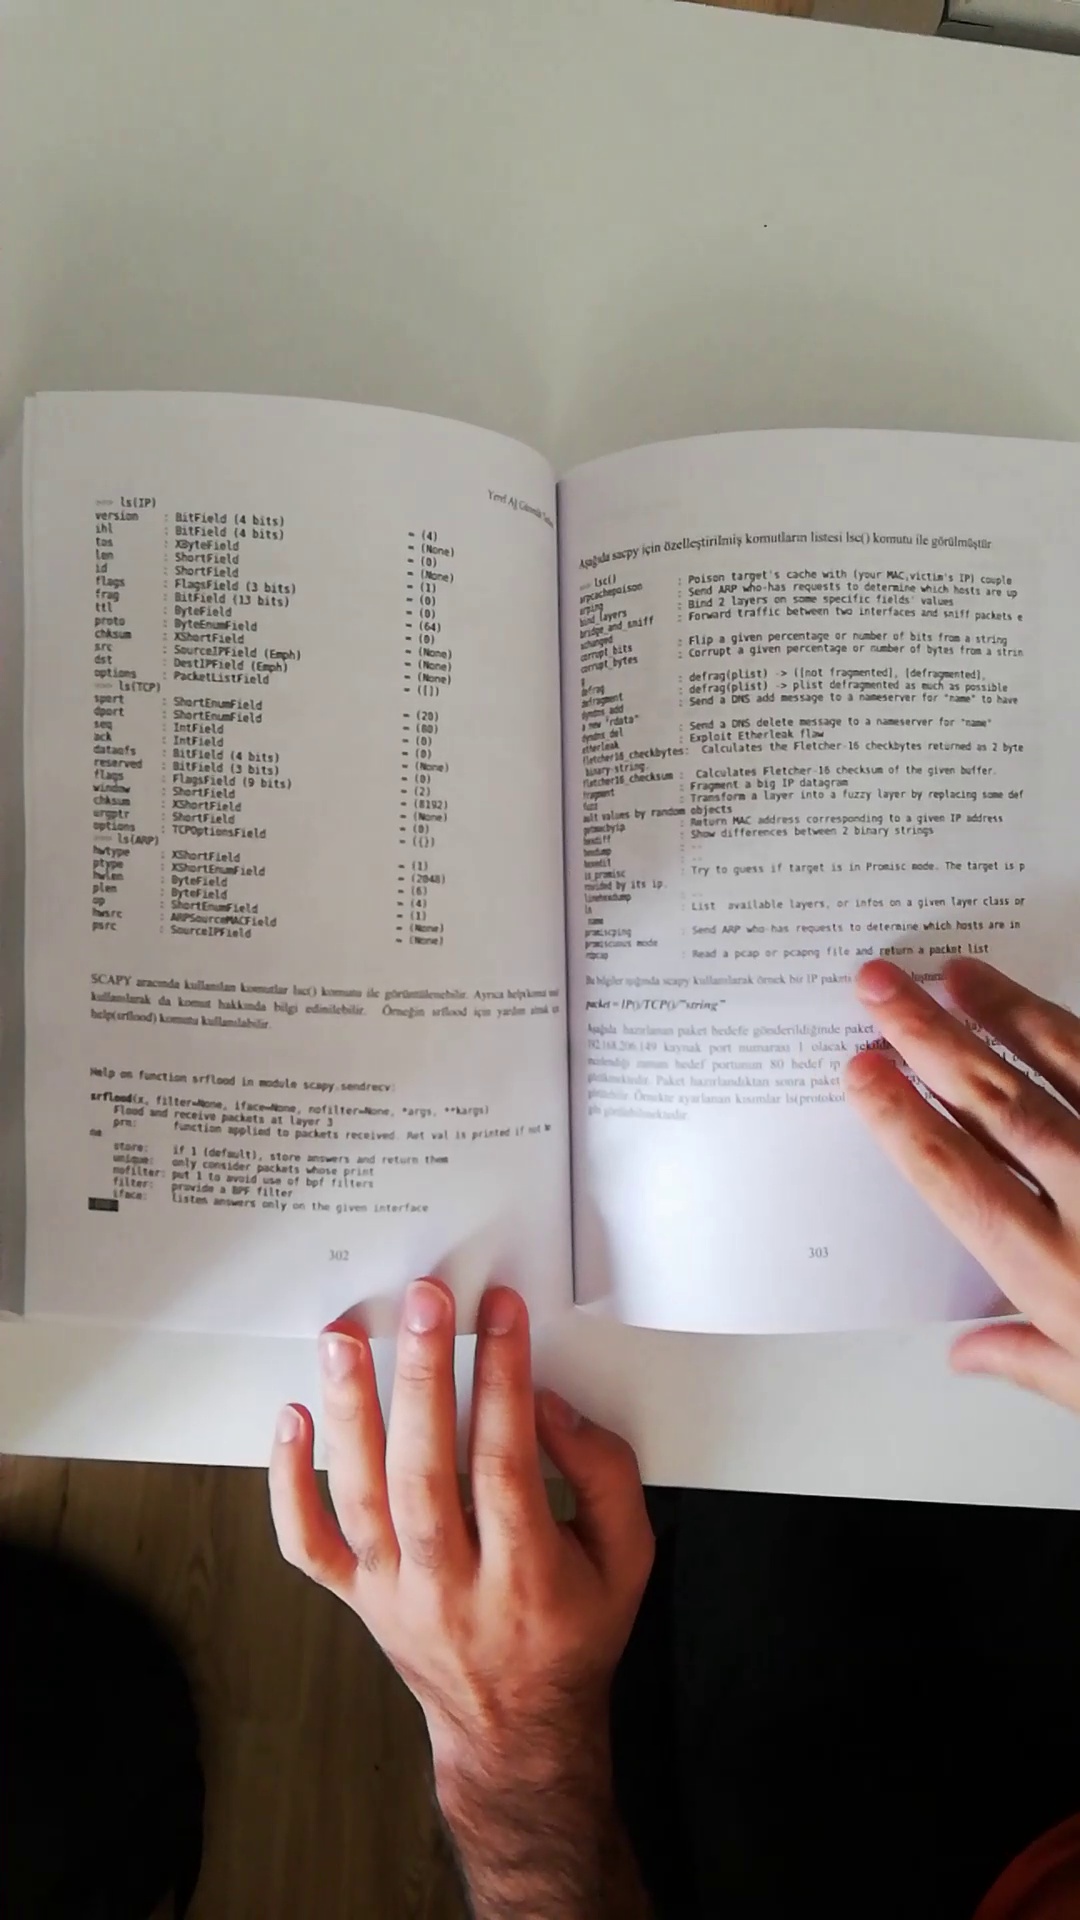 Yerel Ağ Güvenlik
>>> ls(IP)
version : BitField (4 bits) = (4)
ihl : BitField (4 bits) = (None)
tos : XByteField = (0)
len : ShortField = (None)
id : ShortField = (1)
flags : FlagsField (3 bits) = (0)
frag : BitField (13 bits) = (0)
ttl : ByteField = (64)
proto : ByteEnumField = (0)
chksum : XShortField = (None)
src : SourceIPField (Emph) = (None)
dst : DestIPField (Emph) = (None)
options : PacketListField = ([])
>>> ls(TCP)
sport : ShortEnumField = (20)
dport : ShortEnumField = (80)
seq : IntField = (0)
ack : IntField = (0)
dataofs : BitField (4 bits) = (None)
reserved : BitField (3 bits) = (0)
flags : FlagsField (9 bits) = (2)
window : ShortField = (8192)
chksum : XShortField = (None)
urgptr : ShortField = (0)
options : TCPOptionsField = ({})
>>> ls(ARP)
hwtype : XShortField = (1)
ptype : XShortEnumField = (2048)
hwlen : ByteField = (6)
plen : ByteField = (4)
op : ShortEnumField = (1)
hwsrc : ARPSourceMACField = (None)
psrc : SourceIPField = (None)
SCAPY aracında kullanılan komutlar lsc() komutu ile görüntülenebilir. Ayrıca help(komut
kullanılarak da komut hakkında bilgi edinilebilir. Örneğin srflood için yardım almak
help(srflood) komutu kullanılabilir.
Help on function srflood in module scapy.sendrecv:
srflood(x, filter=None, iface=None, nofilter=None, *args, **kargs)
Flood and receive packets at layer 3
prn: function applied to packets received. Ret val is printed if not
ne
store: if 1 (default), store answers and return them
unique: only consider packets whose print
nofilter: put 1 to avoid use of bpf filters
filter: provide a BPF filter
iface: listen answers only on the given interface
302
Aşağıda sacpy için özelleştirilmiş komutların listesi lsc() komutu ile görülmüştür
>>> lsc()
arpcachepoison : Poison target's cache with (your MAC,victim's IP) couple
arping : Send ARP who-has requests to determine which hosts are up
bind_layers : Bind 2 layers on some specific fields' values
bridge_and_sniff : Forward traffic between two interfaces and sniff packets e
xchanged
corrupt_bits : Flip a given percentage or number of bits from a string
corrupt_bytes : Corrupt a given percentage or number of bytes from a strin
g
defrag : defrag(plist) -> ([not fragmented], [defragmented],
defragment : defrag(plist) -> plist defragmented as much as possible
dyndns_add : Send a DNS add message to a nameserver for "name" to have
a new "rdata"
dyndns_del : Send a DNS delete message to a nameserver for "name"
etherleak : Exploit Etherleak flaw
fletcher16_checkbytes: Calculates the Fletcher-16 checkbytes returned as 2 byte
binary-string.
fletcher16_checksum : Calculates Fletcher-16 checksum of the given buffer.
fragment : Fragment a big IP datagram
fuzz : Transform a layer into a fuzzy layer by replacing some def
ault values by random objects
getmacbyip : Return MAC address corresponding to a given IP address
hexdiff : Show differences between 2 binary strings
hexdump : --
hexedit : --
is_promisc : Try to guess if target is in Promisc mode. The target is p
rovided by its ip.
linehexdump : --
ls : List available layers, or infos on a given layer class or
name
promiscping : Send ARP who-has requests to determine which hosts are in
promiscuous mode
rdpcap : Read a pcap or pcapng file and return a packet list
Bu bilgiler ışığında scapy kullanılarak örnek bir IP paketi
packet = IP()/TCP()/"string"
Aşağıda hazırlanan paket hedefe gönderildiğinde paket
192.168.206.149 kaynak port numarası 1 olacak şekilde
zaman hedef portunun 80 hedef ip
Paket hazırlandıktan sonra paket
Örnekte ayarlanan kısımlar ls(protokol
gibi görülebilmektedir.
303